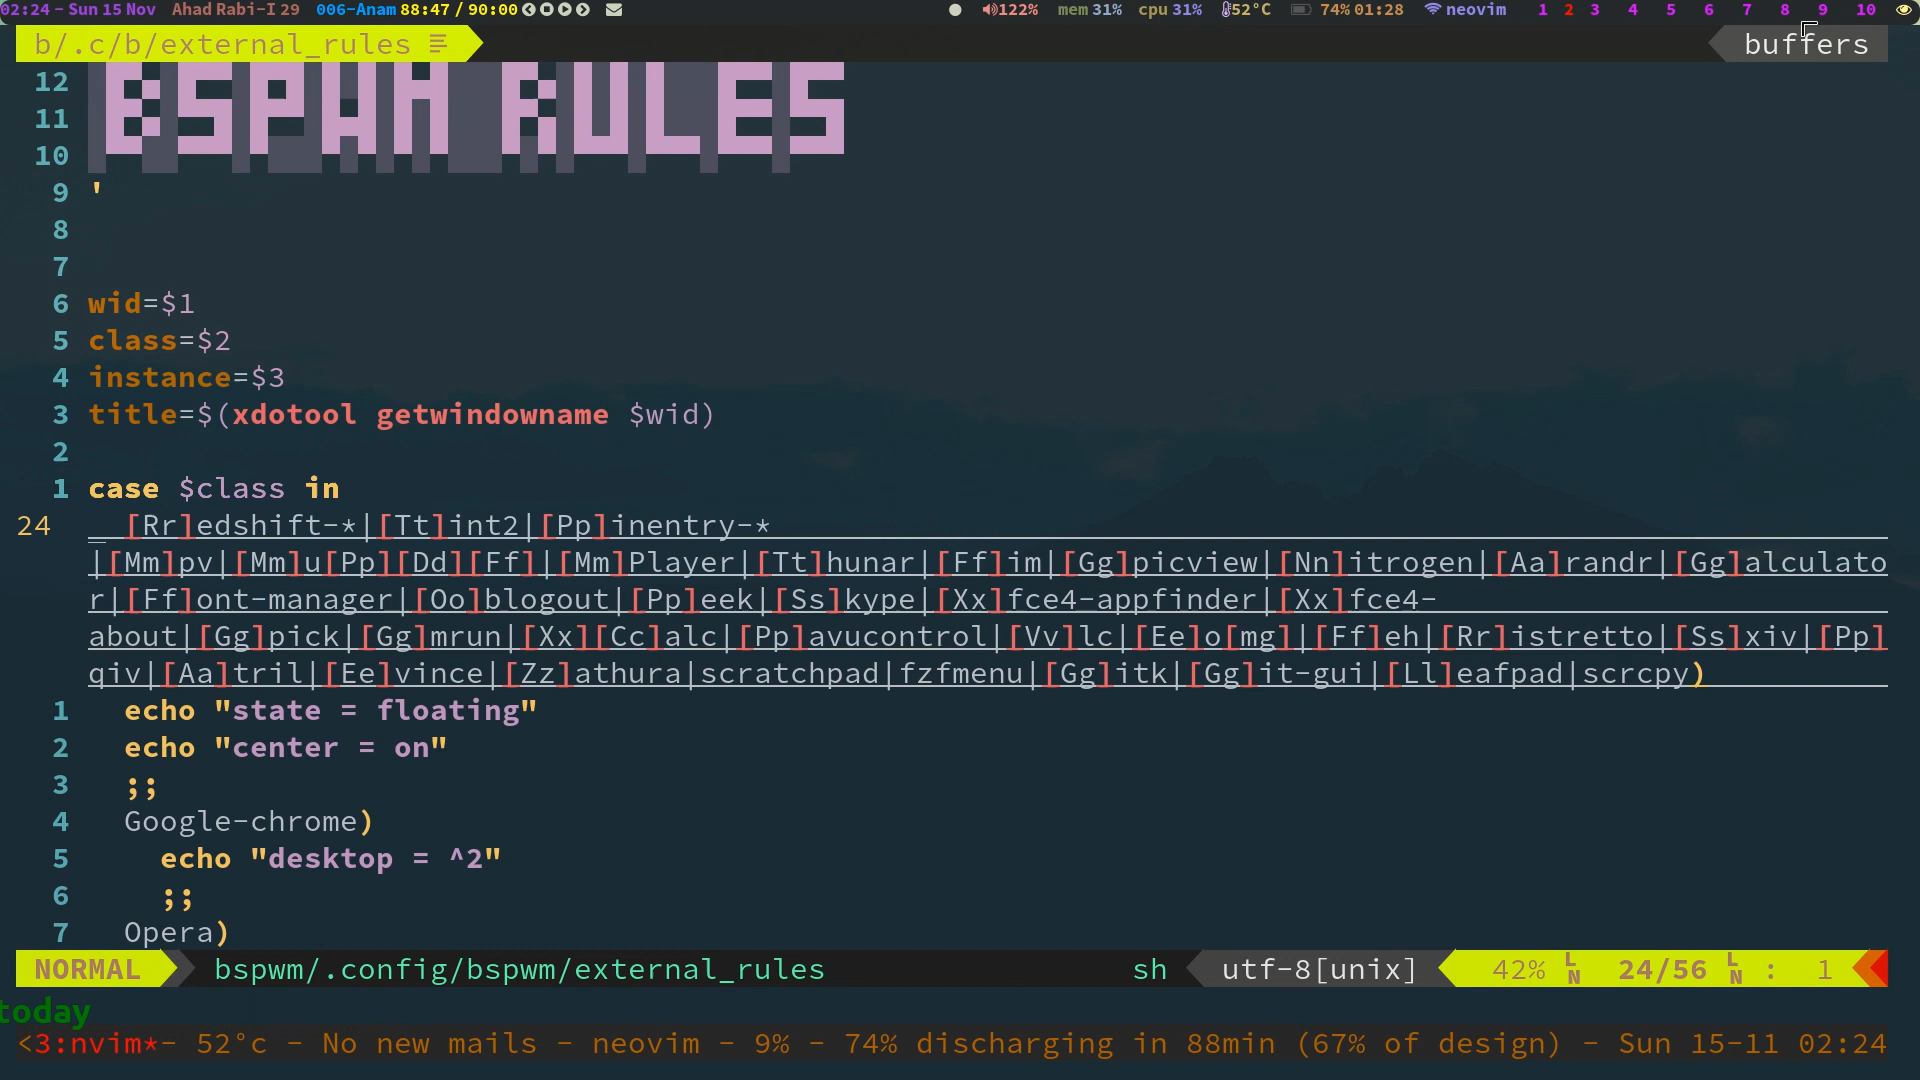 02:24 - Sun 15 Nov Ahad Rabi-I 29 006-Anam 88:47 / 90:00 122% mem 31% cpu 31% 52°C 74% 01:28 neovim 1 2 3 4 5 6 7 8 9 10
b/.c/b/external_rules buffers
12 BSPWM RULES
11
10
9 '
8
7
6 wid=$1
5 class=$2
4 instance=$3
3 title=$(xdotool getwindowname $wid)
2
1 case $class in
24 [Rr]edshift-*|[Tt]int2|[Pp]inentry-*
|[Mm]pv|[Mm]u[Pp][Dd][Ff]|[Mm]Player|[Tt]hunar|[Ff]im|[Gg]picview|[Nn]itrogen|[Aa]randr|[Gg]alculato
r|[Ff]ont-manager|[Oo]blogout|[Pp]eek|[Ss]kype|[Xx]fce4-appfinder|[Xx]fce4-
about|[Gg]pick|[Gg]mrun|[Xx][Cc]alc|[Pp]avucontrol|[Vv]lc|[Ee]o[mg]|[Ff]eh|[Rr]istretto|[Ss]xiv|[Pp]
qiv|[Aa]tril|[Ee]vince|[Zz]athura|scratchpad|fzfmenu|[Gg]itk|[Gg]it-gui|[Ll]eafpad|scrcpy)
1 echo "state = floating"
2 echo "center = on"
3 ;;
4 Google-chrome)
5 echo "desktop = ^2"
6 ;;
7 Opera)
NORMAL bspwm/.config/bspwm/external_rules sh utf-8[unix] 42% LN 24/56 LN : 1
today
<3:nvim*- 52°c - No new mails - neovim - 9% - 74% discharging in 88min (67% of design) - Sun 15-11 02:24